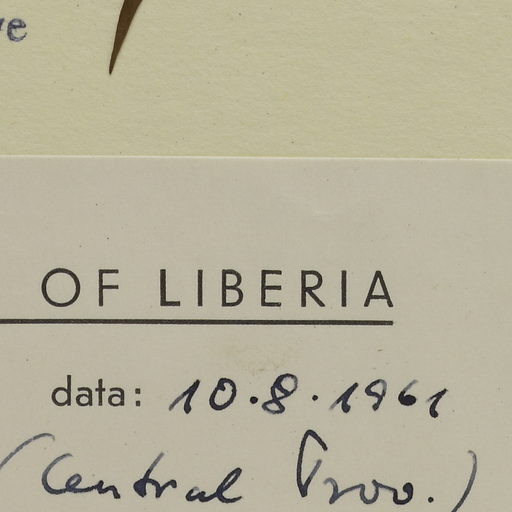 OF LIBERIA
data: 10.8.1961
(Central Prov.)